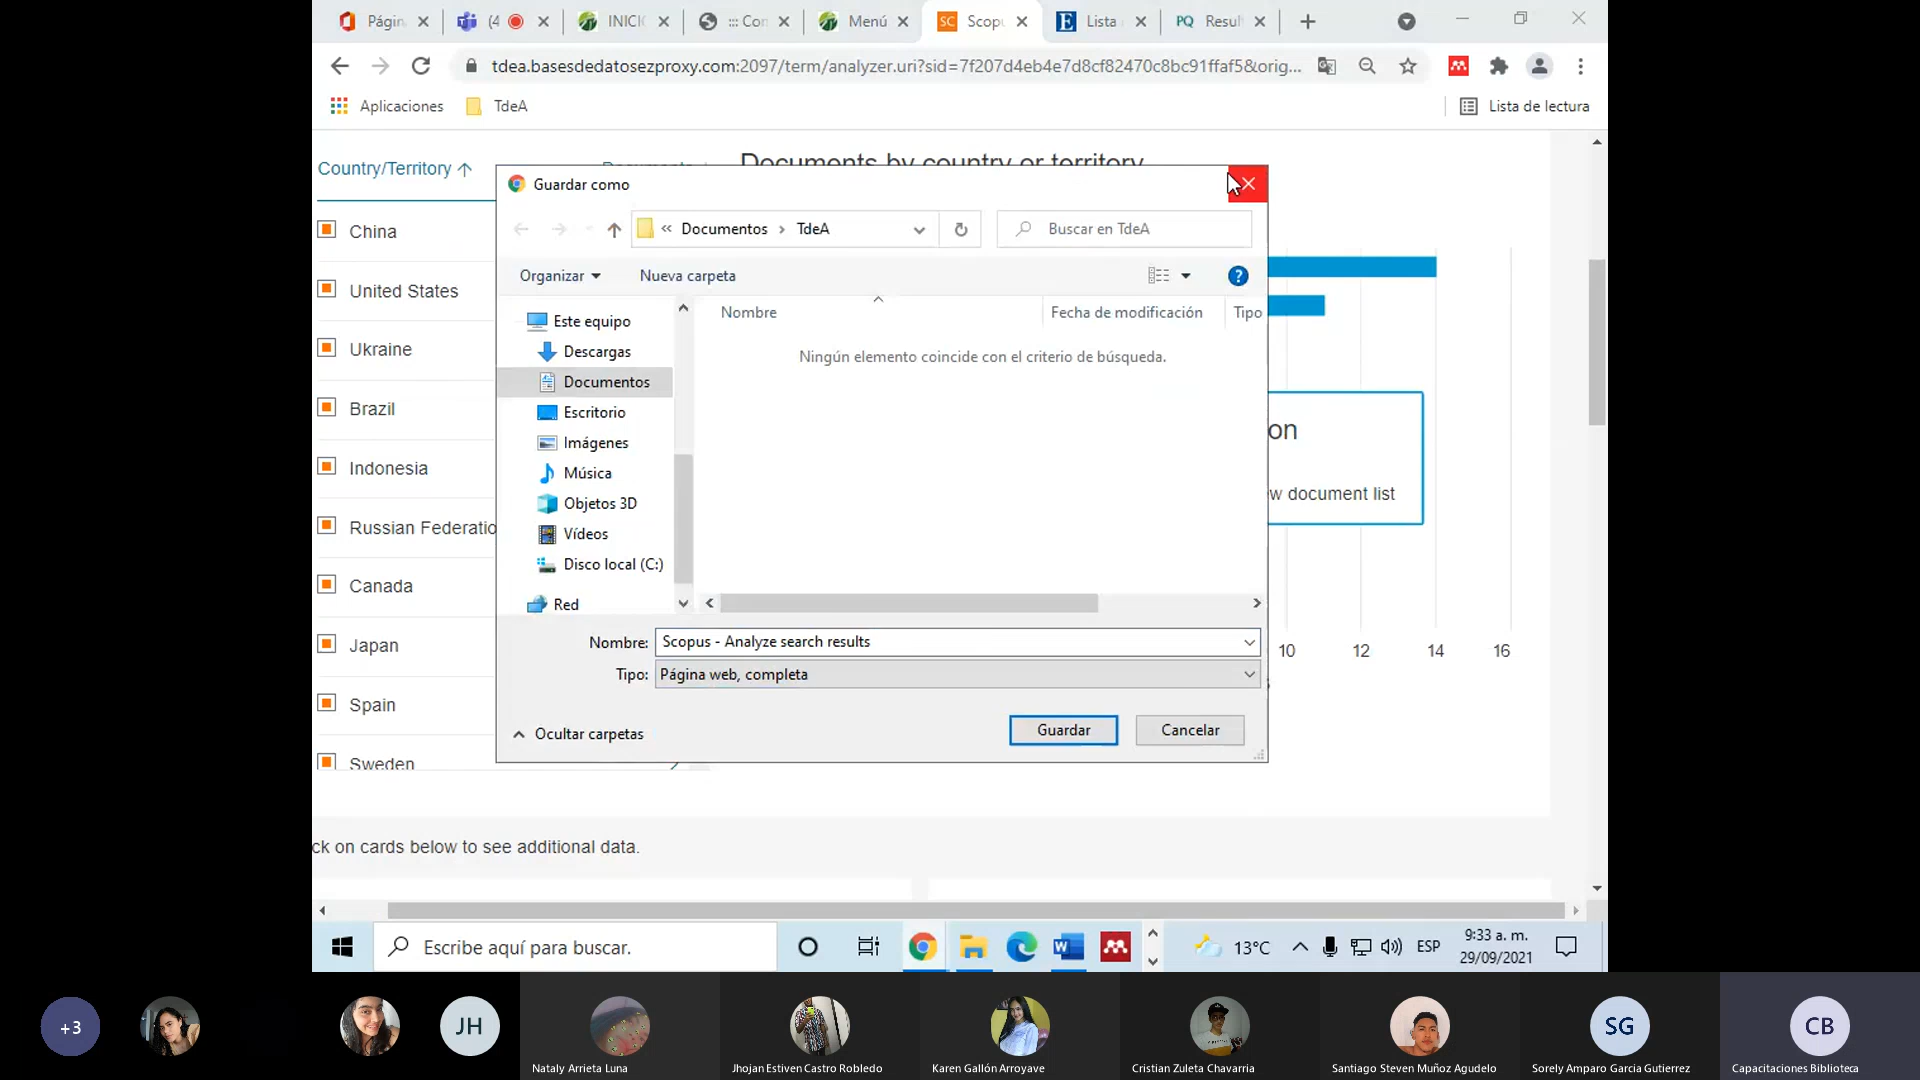 Págin
(4
INICI
::: Con
Menú
SC
Scopu
Lista
PQ
Resul
tdea.basesdedatosezproxy.com:2097/term/analyzer.uri?sid=7f207d4eb4e7d8cf82470c8bc91ffaf5&orig...
Aplicaciones
TdeA
Lista de lectura
Country/Territory
Documents by country or territory
Guardar como
« Documentos › TdeA
Buscar en TdeA
Organizar
Nueva carpeta
Este equipo
Descargas
Documentos
Escritorio
Imágenes
Música
Objetos 3D
Vídeos
Disco local (C:)
Red
Nombre
Fecha de modificación
Tipo
Ningún elemento coincide con el criterio de búsqueda.
Nombre: Scopus - Analyze search results
Tipo: Página web, completa
Ocultar carpetas
Guardar
Cancelar
China
United States
Ukraine
Brazil
Indonesia
Russian Federatio
Canada
Japan
Spain
Sweden
on
w document list
10 12 14 16
ck on cards below to see additional data.
Escribe aquí para buscar.
13°C
ESP
9:33 a. m.
29/09/2021
+3
JH
SG
CB
Nataly Arrieta Luna
Jhojan Estiven Castro Robledo
Karen Gallón Arroyave
Cristian Zuleta Chavarria
Santiago Steven Muñoz Agudelo
Sorely Amparo Garcia Gutierrez
Capacitaciones Biblioteca